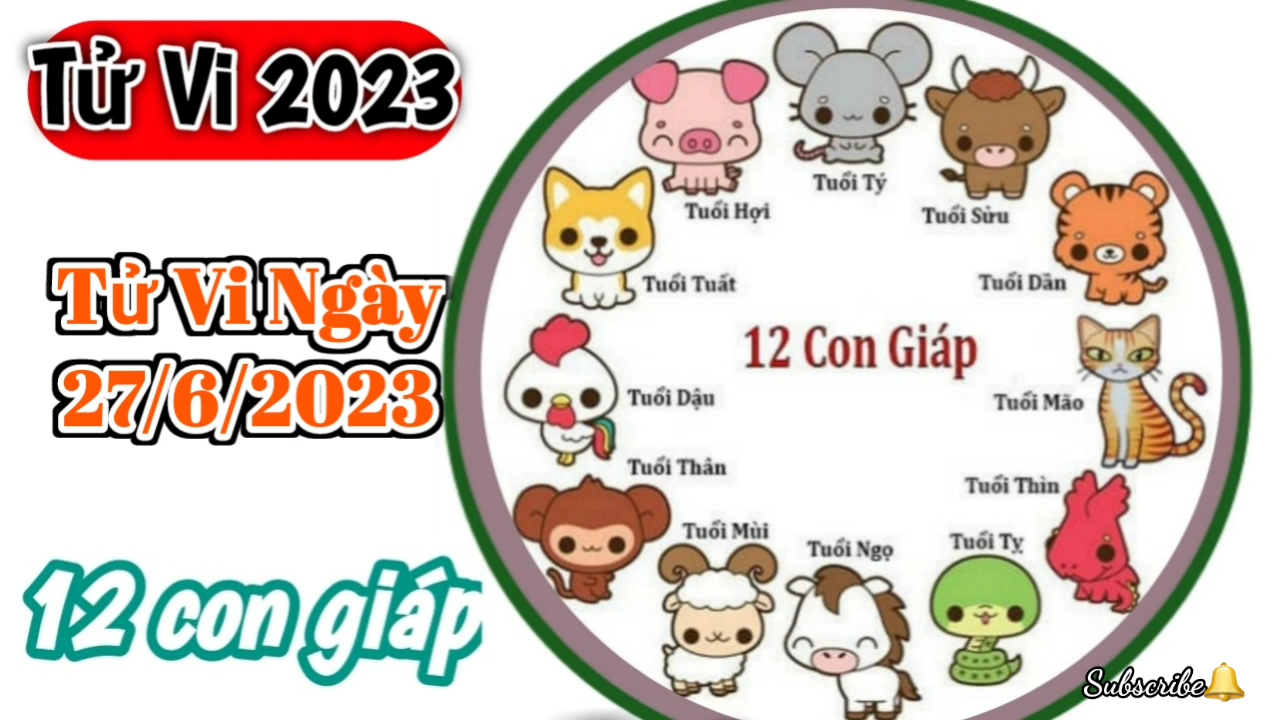 Tử Vi 2023
Tử Vi Ngày
27/6/2023
12 con giáp
Tuổi Tý
Tuổi Hợi
Tuổi Sửu
Tuổi Tuất
Tuổi Dần
12 Con Giáp
Tuổi Dậu
Tuổi Mão
Tuổi Thân
Tuổi Thìn
Tuổi Mùi
Tuổi Ngọ
Tuổi Tỵ
Subscribe